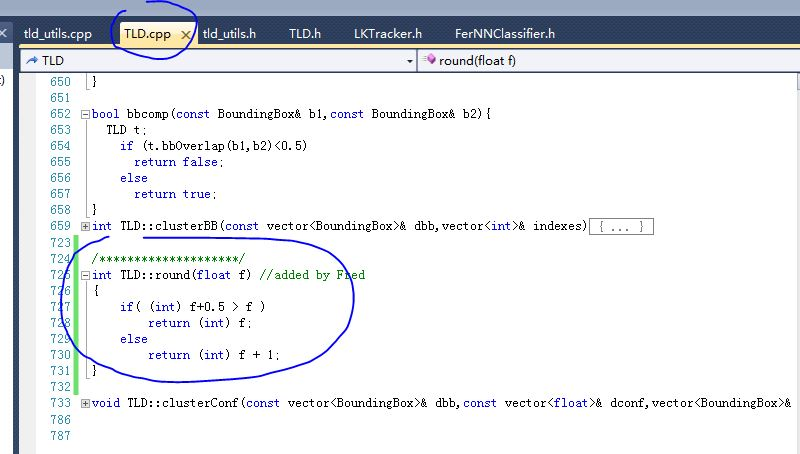 tld_utils.cpp TLD.cpp tld_utils.h TLD.h LKTracker.h FerNNClassifier.h
t) TLD round(float f)
650 }
651
652 bool bbcomp(const BoundingBox& b1,const BoundingBox& b2){
653 TLD t;
654 if (t.bbOverlap(b1,b2)<0.5)
655 return false;
656 else
657 return true;
658 }
659 int TLD::clusterBB(const vector<BoundingBox>& dbb,vector<int>& indexes){ ... }
723
724 /********************/
725 int TLD::round(float f) //added by Fred
726 {
727 if( (int) f+0.5 > f )
728 return (int) f;
729 else
730 return (int) f + 1;
731 }
732
733 void TLD::clusterConf(const vector<BoundingBox>& dbb,const vector<float>& dconf,vector<BoundingBox>&
786
787